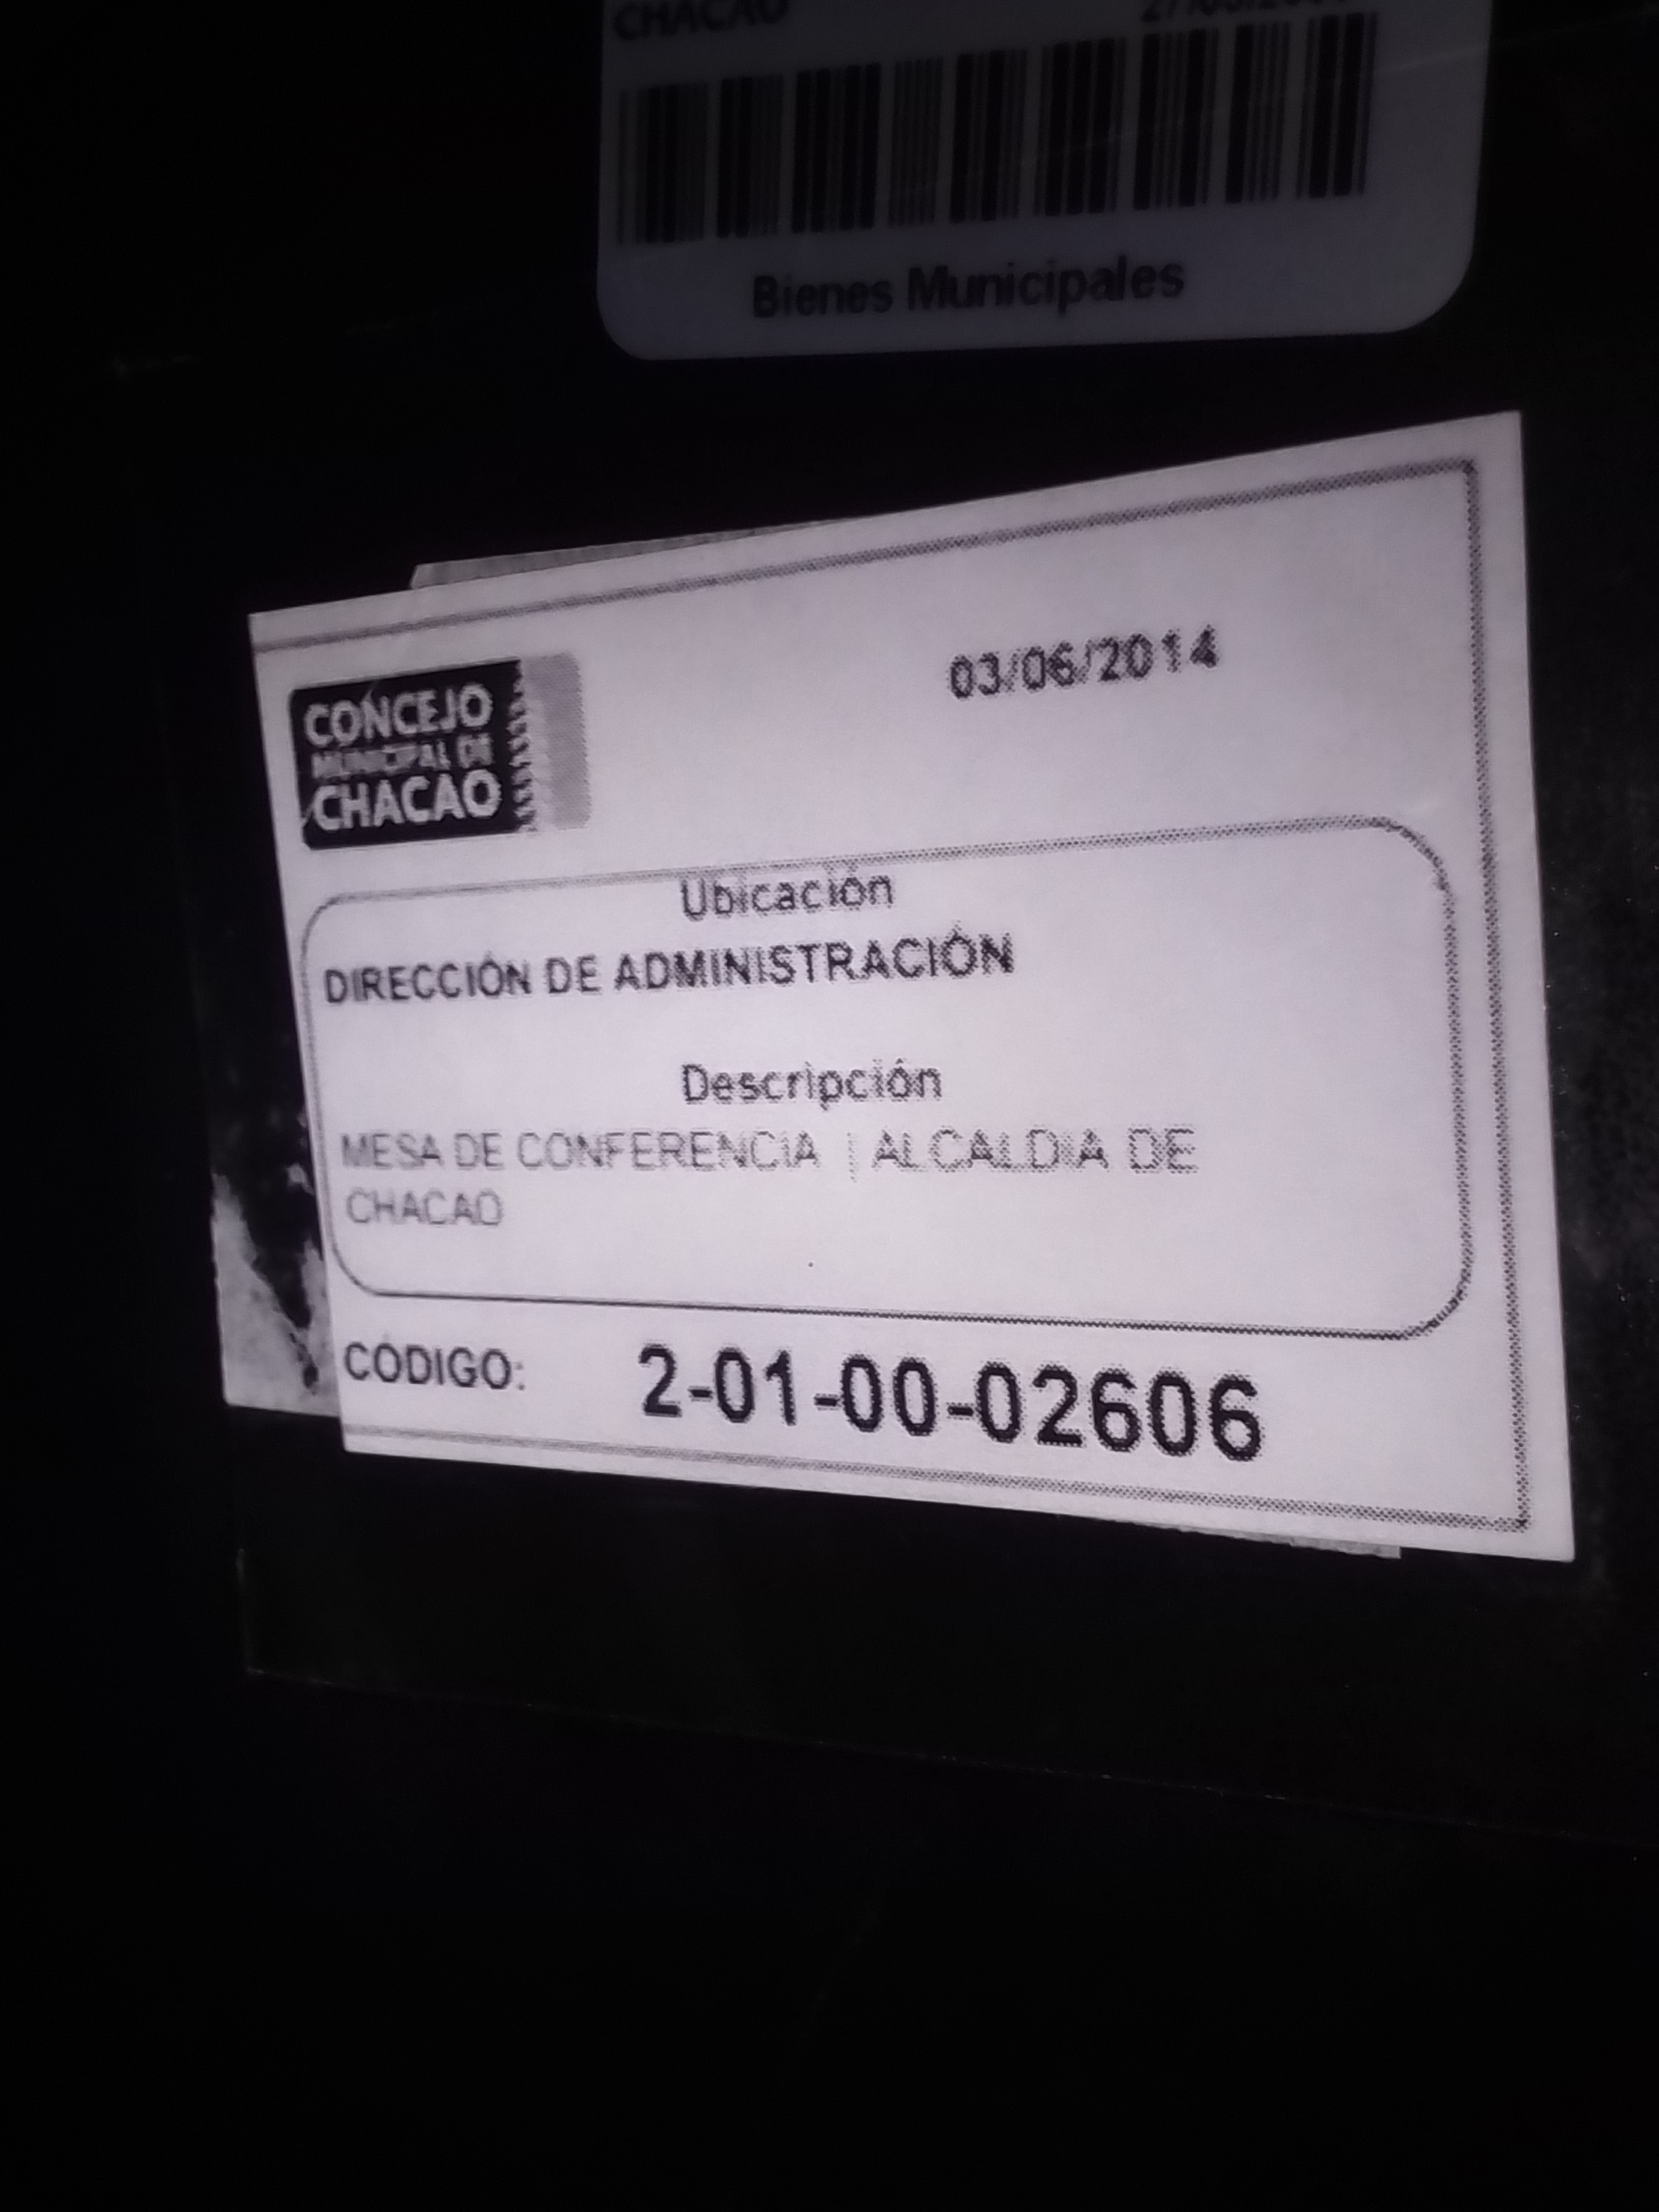 CHACAO
Bienes Municipales
03/06/2014
CONCEJO
MUNICIPAL DE
CHACAO
Ubicación
DIRECCIÓN DE ADMINISTRACIÓN
Descripción
MESA DE CONFERENCIA | ALCALDIA DE
CHACAO
CÓDIGO: 2-01-00-02606